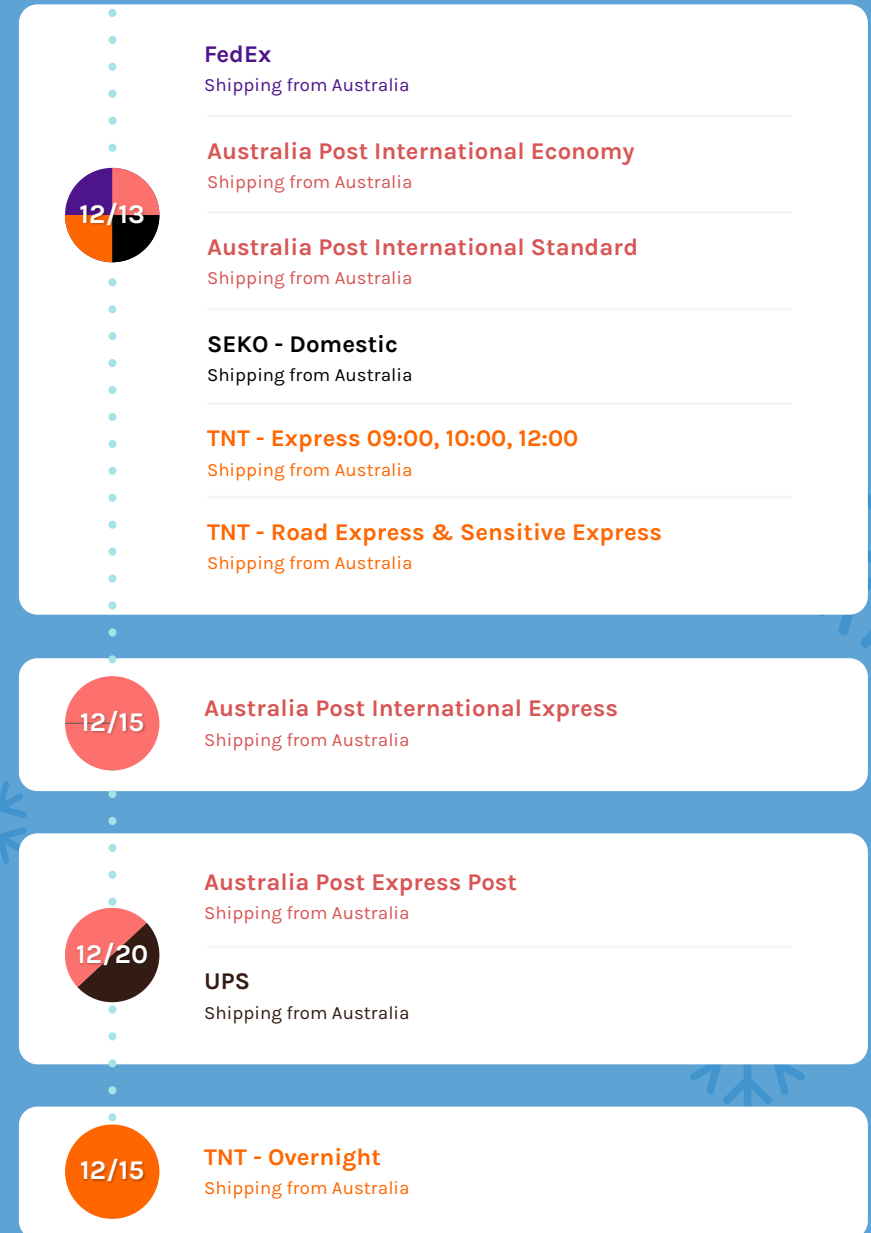 FedEx
Shipping from Australia
Australia Post International Economy
Shipping from Australia
12/13
Australia Post International Standard
Shipping from Australia
SEKO - Domestic
Shipping from Australia
TNT - Express 09:00, 10:00, 12:00
Shipping from Australia
TNT - Road Express & Sensitive Express
Shipping from Australia
12/15
Australia Post International Express
Shipping from Australia
12/20
Australia Post Express Post
Shipping from Australia
UPS
Shipping from Australia
12/15
TNT - Overnight
Shipping from Australia